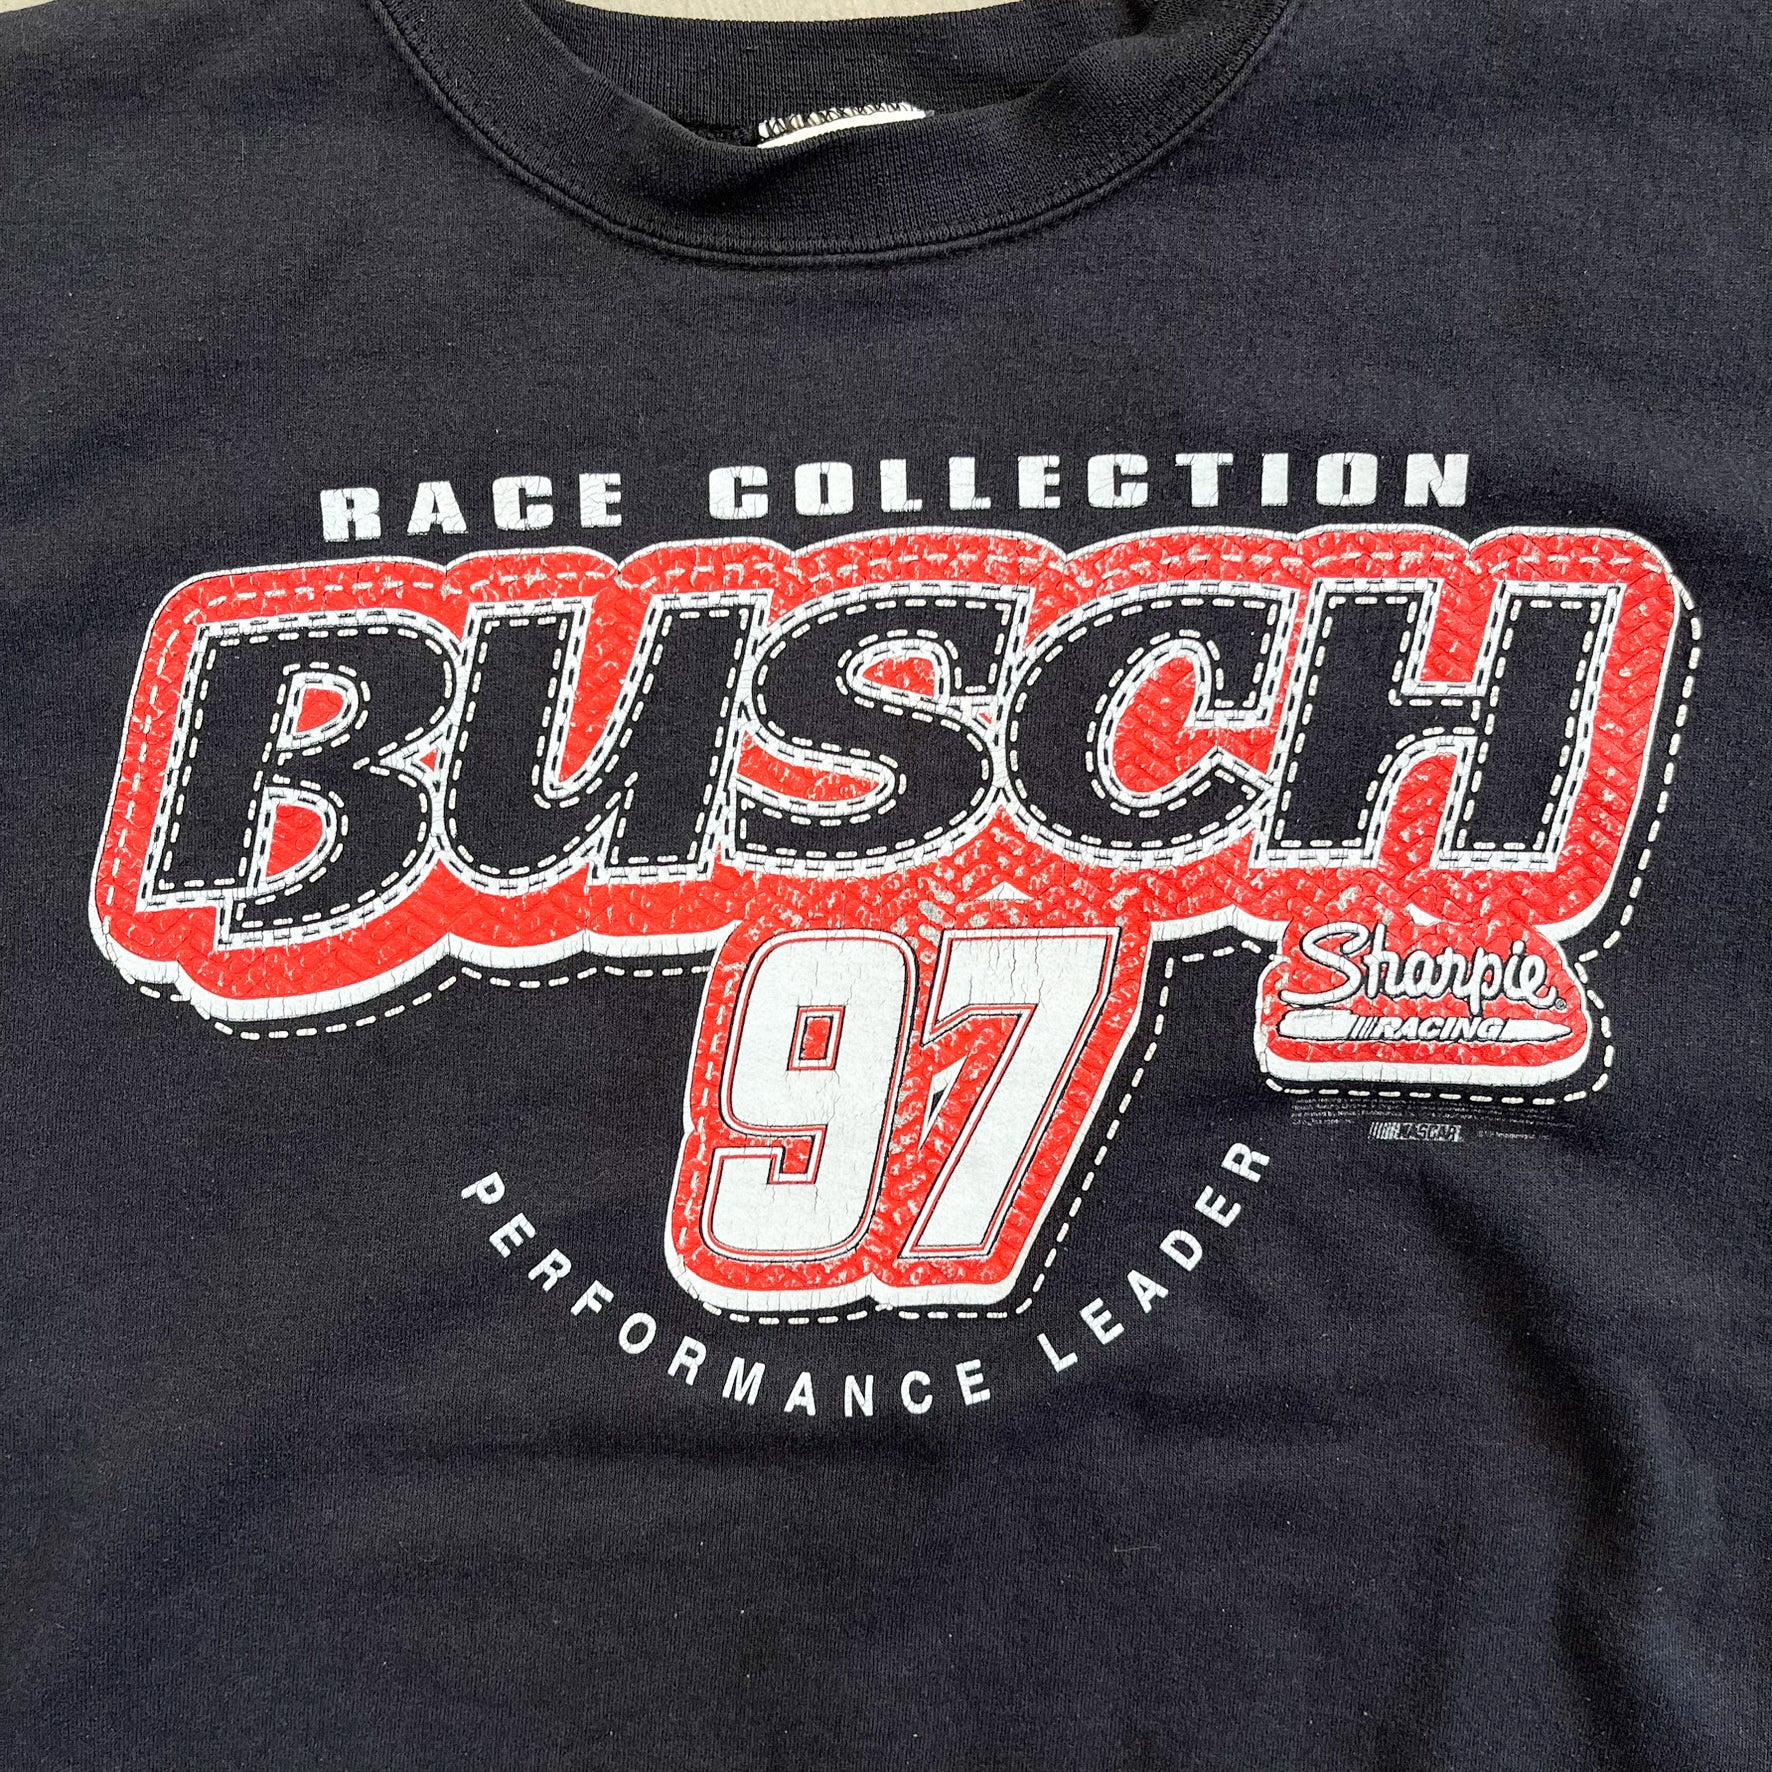 RACE COLLECTION
BUSCH
97
Sharpie®
RACING
NASCAR
PERFORMANCE LEADER